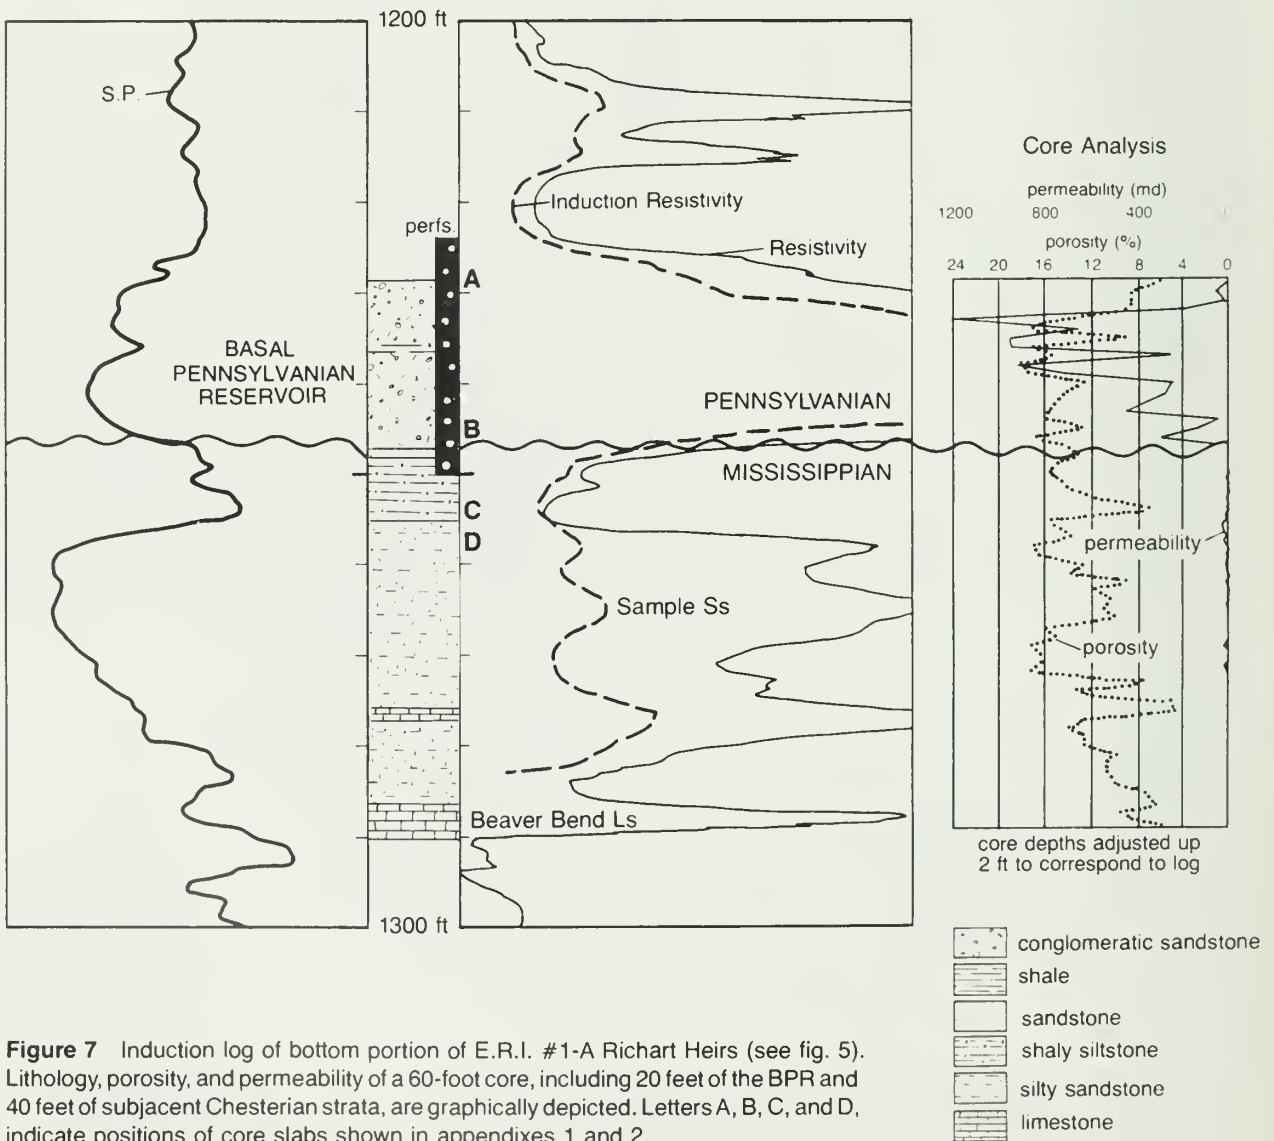 1200 ft
S.P.
Core Analysis
permeability (md)
1200 800 400
Induction Resistivity
perfs.
Resistivity
porosity (%)
24 20 16 12 8 4 0
A
BASAL
PENNSYLVANIAN
RESERVOIR
PENNSYLVANIAN
B
MISSISSIPPIAN
C
D
permeability
Sample Ss
porosity
Beaver Bend Ls
core depths adjusted up
2 ft to correspond to log
1300 ft
conglomeratic sandstone
shale
sandstone
shaly siltstone
silty sandstone
limestone
Figure 7 Induction log of bottom portion of E.R.I. #1-A Richart Heirs (see fig. 5).
Lithology, porosity, and permeability of a 60-foot core, including 20 feet of the BPR and
40 feet of subjacent Chesterian strata, are graphically depicted. Letters A, B, C, and D,
indicate positions of core slabs shown in appendixes 1 and 2.